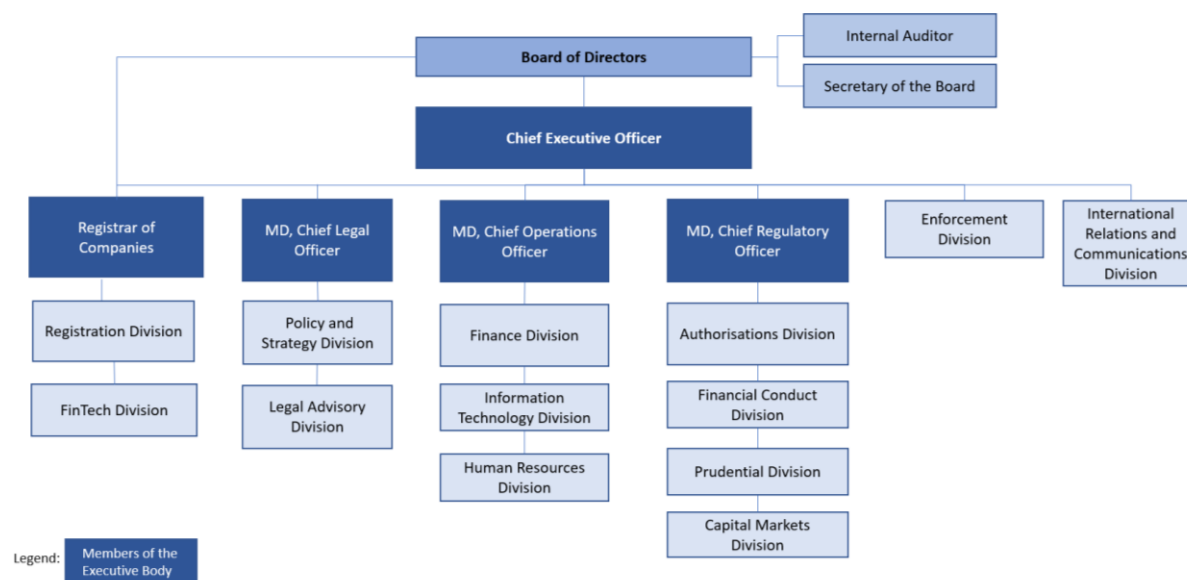 Internal Auditor
Board of Directors
Secretary of the Board
Chief Executive Officer
Registrar of
Companies
MD, Chief Legal
Officer
MD, Chief Operations
Officer
MD, Chief Regulatory
Officer
Enforcement
Division
International
Relations and
Communications
Division
Registration Division
Policy and
Strategy Division
Finance Division
Authorisations Division
FinTech Division
Legal Advisory
Division
Information
Technology Division
Financial Conduct
Division
Human Resources
Division
Prudential Division
Capital Markets
Division
Legend:
Members of the
Executive Body